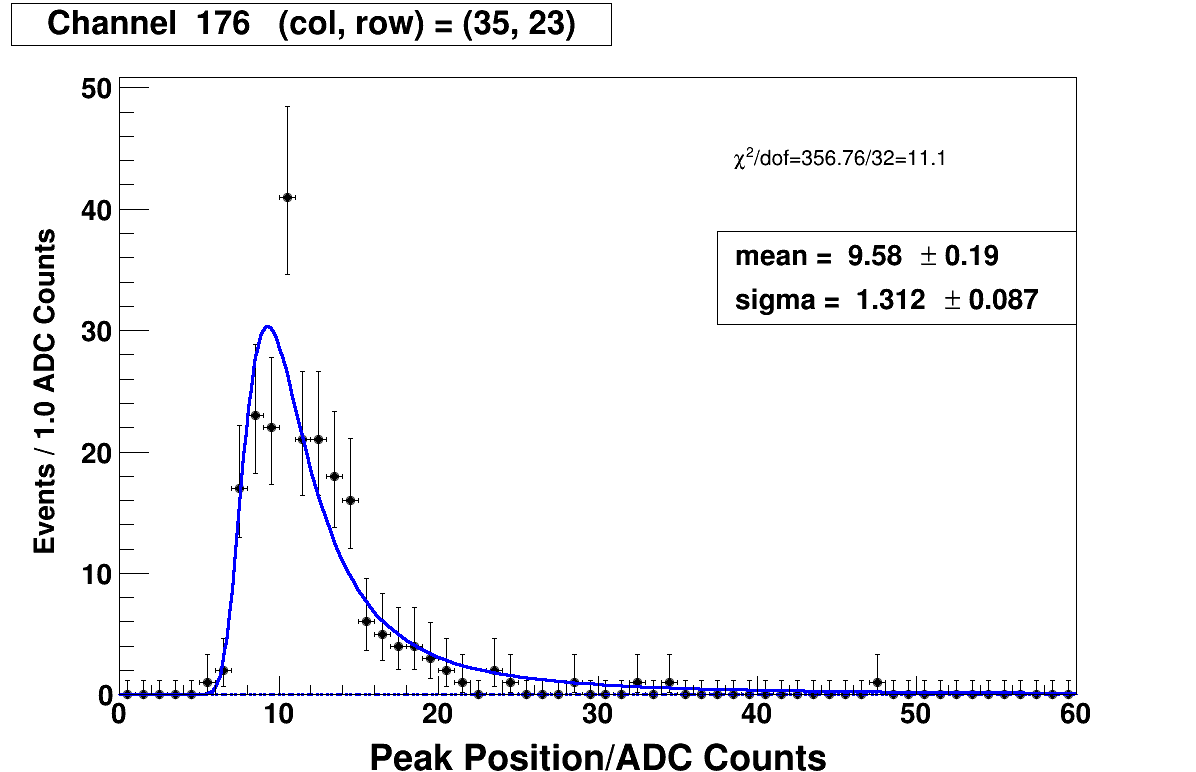 Channel 176 (col, row) = (35, 23)
50
40
30
20
10
0
Events / 1.0 ADC Counts
χ²/dof=356.76/32=11.1
mean = 9.58 ± 0.19
sigma = 1.312 ± 0.087
0 10 20 30 40 50 60
Peak Position/ADC Counts